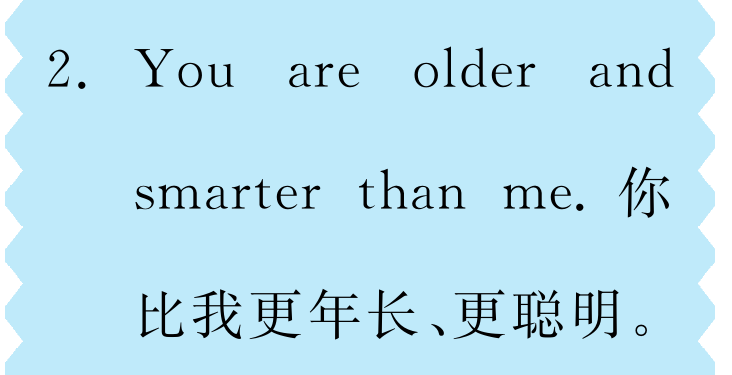 2. You are older and
smarter than me. 你
比我更年长、更聪明。